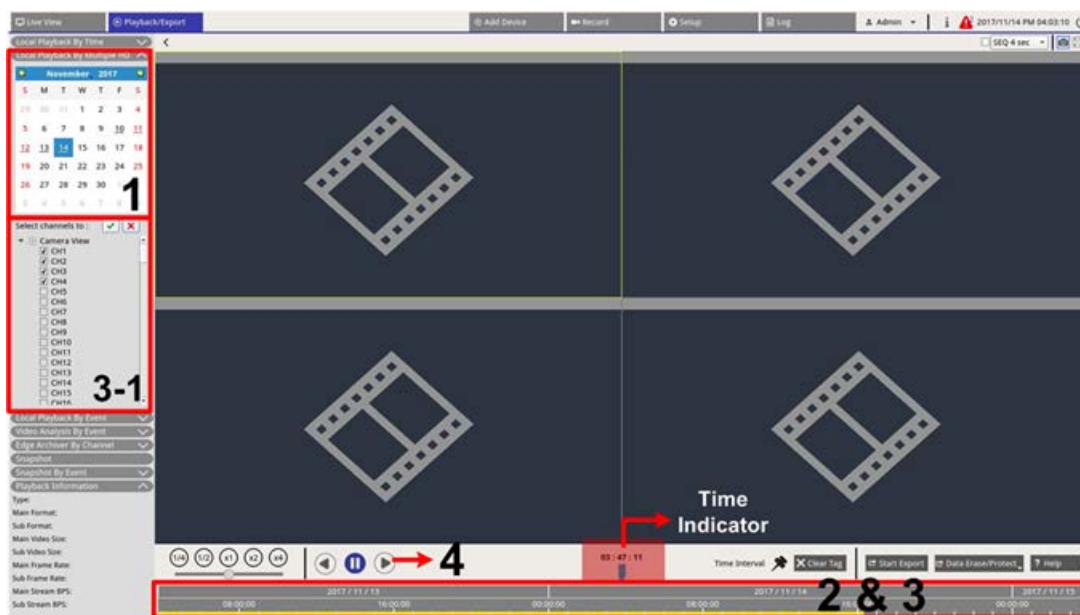 Live View
Playback/Export
Add Device
Record
Setup
Log
Admin
2017/11/14 PM 04:03:10
Local Playback By Time
SEQ 4 sec
Local Playback By Multiple HD
November, 2017
S M T W T F S
29 30 31 1 2 3 4
5 6 7 8 9 10 11
12 13 14 15 16 17 18
19 20 21 22 23 24 25
26 27 28 29 30
1
3 4 5 6 7 8
Select channels to :
Camera View
CH1
CH2
CH3
CH4
CH5
CH6
CH7
CH8
CH9
CH10
CH11
CH12
CH13
CH14
CH15
CH16
3-1
Local Playback By Event
Video Analysis By Event
Edge Archiver By Channel
Snapshot
Snapshot By Event
Playback Information
Type:
Main Format:
Sub Format:
Main Video Size:
Sub Video Size:
Main Frame Rate:
Sub Frame Rate:
Main Stream BPS:
Sub Stream BPS:
Time
Indicator
1/4 1/2 x1 x2 x4
4
03 : 47 : 11
Time Interval
Clear Tag
Start Export
Data Erase/Protect
? Help
2 & 3
2017 / 11 / 13
2017 / 11 / 14
2017 / 11 / 15
08:00:00
16:00:00
00:00:00
08:00:00
00:00:00